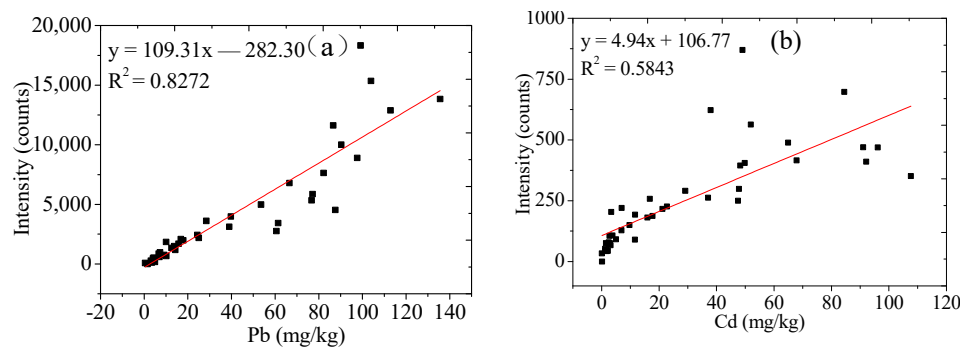 20,000
15,000
10,000
5,000
0
Intensity (counts)
y = 109.31x — 282.30（a）
R² = 0.8272
-20 0 20 40 60 80 100 120 140
Pb (mg/kg)
1000
750
500
250
0
Intensity (counts)
y = 4.94x + 106.77 (b)
R² = 0.5843
0 20 40 60 80 100 120
Cd (mg/kg)